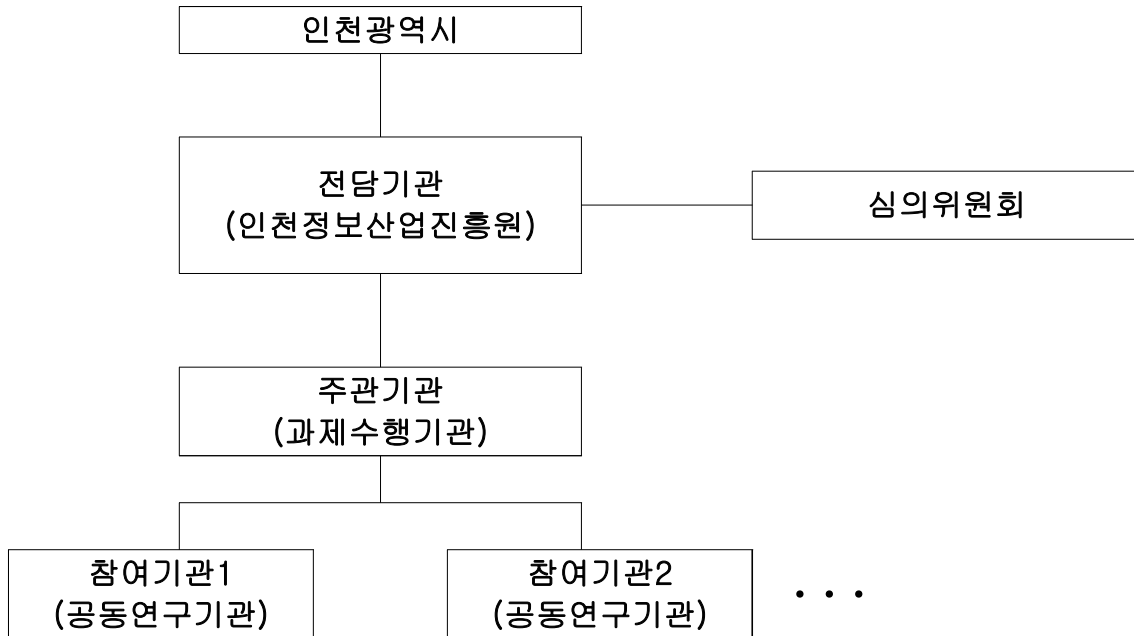 인천광역시
전담기관
(인천정보산업진흥원)
심의위원회
주관기관
(과제수행기관)
참여기관1
(공동연구기관)
참여기관2
(공동연구기관)
• • •